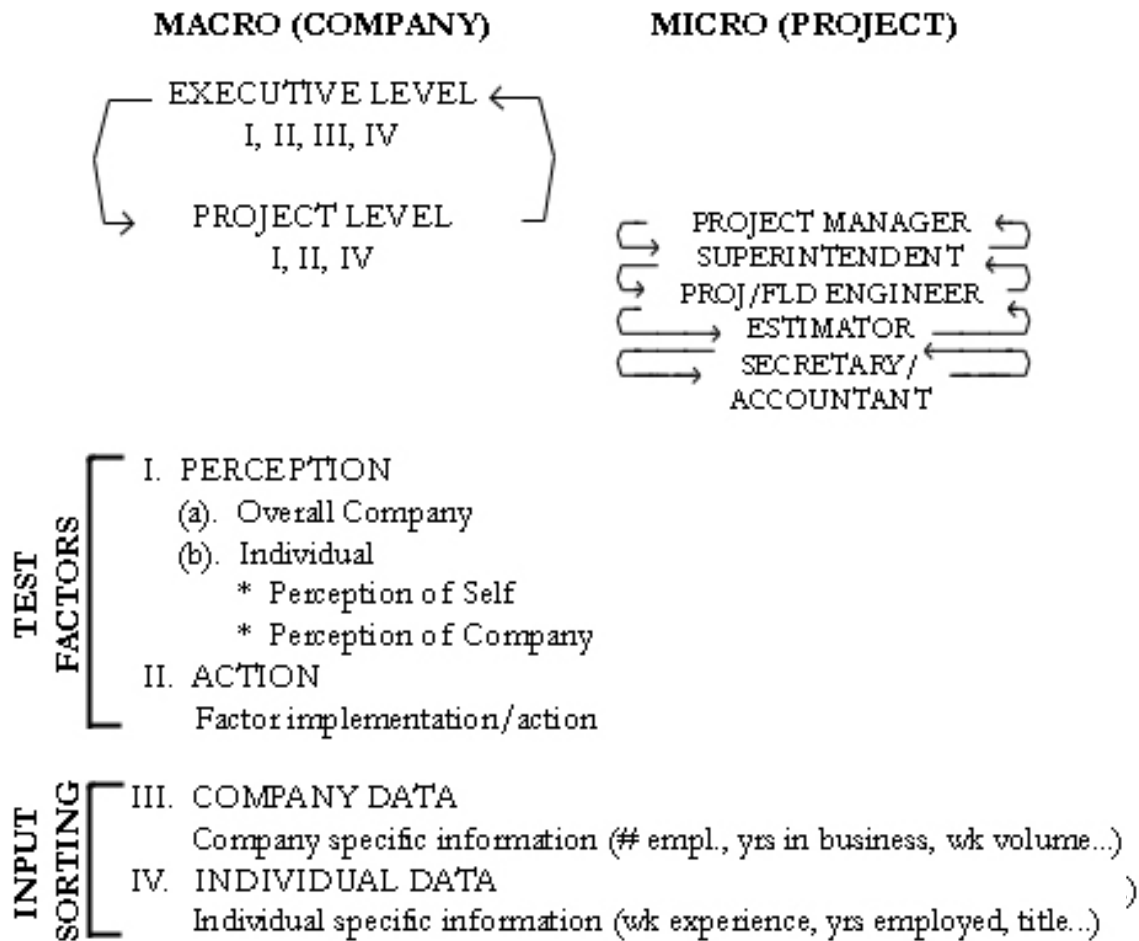 MACRO (COMPANY)
MICRO (PROJECT)
EXECUTIVE LEVEL
I, II, III, IV
PROJECT LEVEL
I, II, IV
PROJECT MANAGER
SUPERINTENDENT
PROJ/FLD ENGINEER
ESTIMATOR
SECRETARY/
ACCOUNTANT
TEST
FACTORS
I. PERCEPTION
(a). Overall Company
(b). Individual
* Perception of Self
* Perception of Company
II. ACTION
Factor implementation/action
INPUT
SORTING
III. COMPANY DATA
Company specific information (# empl., yrs in business, wk volume...)
IV. INDIVIDUAL DATA
)
Individual specific information (wk experience, yrs employed, title...)